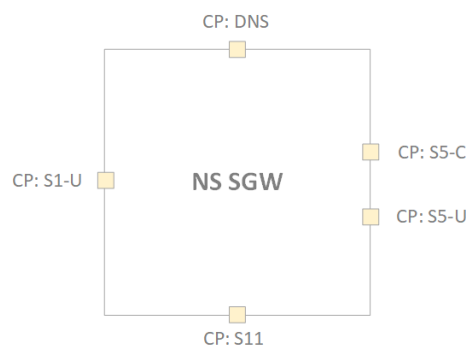 CP: DNS
CP: S5-C
CP: S1-U
NS SGW
CP: S5-U
CP: S11